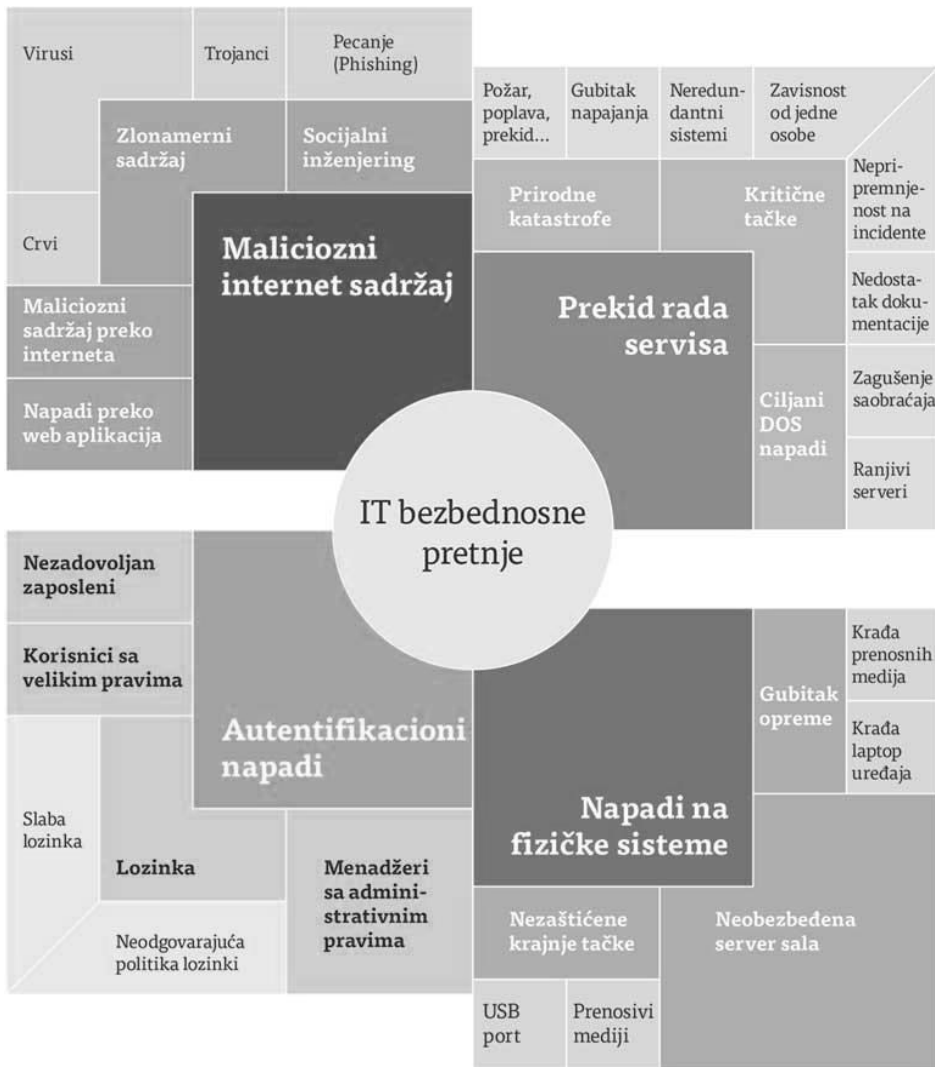 Virusi
Trojanci
Pecanje
(Phishing)
Zlonamerni
sadržaj
Socijalni
inženjering
Crvi
Maliciozni
internet sadržaj
Maliciozni
sadržaj preko
interneta
Napadi preko
web aplikacija
Požar,
poplava,
prekid...
Gubitak
napajanja
Neredun-
dantni
sistemi
Zavisnost
od jedne
osobe
Prirodne
katastrofe
Kritične
tačke
Nepri-
premnje-
nost na
incidente
Prekid rada
servisa
Nedosta-
tak doku-
mentacije
Ciljani
DOS
napadi
Zagušenje
saobraćaja
Ranjivi
serveri
IT bezbednosne
pretnje
Nezadovoljan
zaposleni
Korisnici sa
velikim pravima
Autentifikacioni
napadi
Slaba
lozinka
Lozinka
Menadžeri
sa admini-
strativnim
pravima
Neodgovarajuća
politika lozinki
Krađa
prenosnih
medija
Gubitak
opreme
Krađa
laptop
uređaja
Napadi na
fizičke sisteme
Nezaštićene
krajnje tačke
Neobezbeđena
server sala
USB
port
Prenosivi
mediji